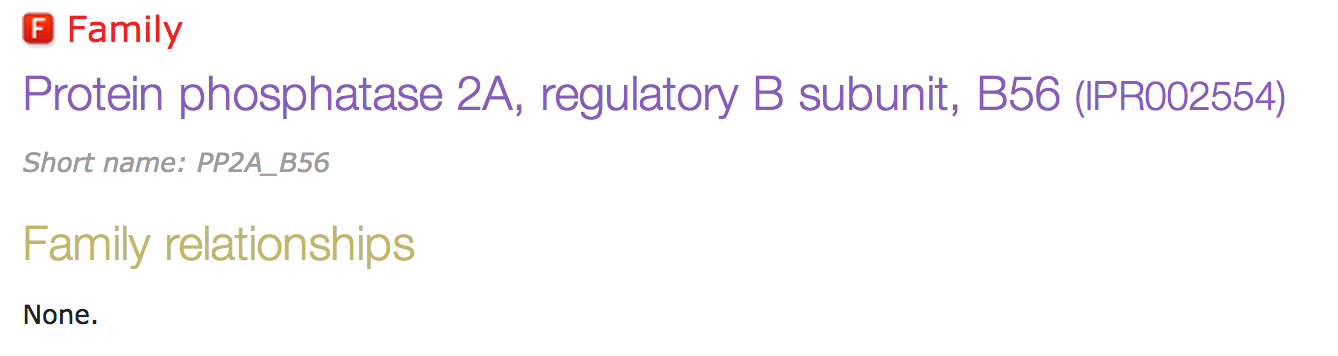 F Family
Protein phosphatase 2A, regulatory B subunit, B56 (IPR002554)
Short name: PP2A_B56
Family relationships
None.